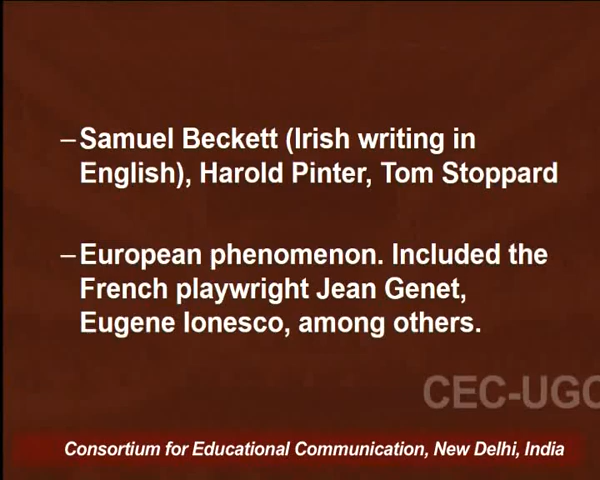 –Samuel Beckett (Irish writing in
English), Harold Pinter, Tom Stoppard
–European phenomenon. Included the
French playwright Jean Genet,
Eugene Ionesco, among others.
CEC-UGC
Consortium for Educational Communication, New Delhi, India